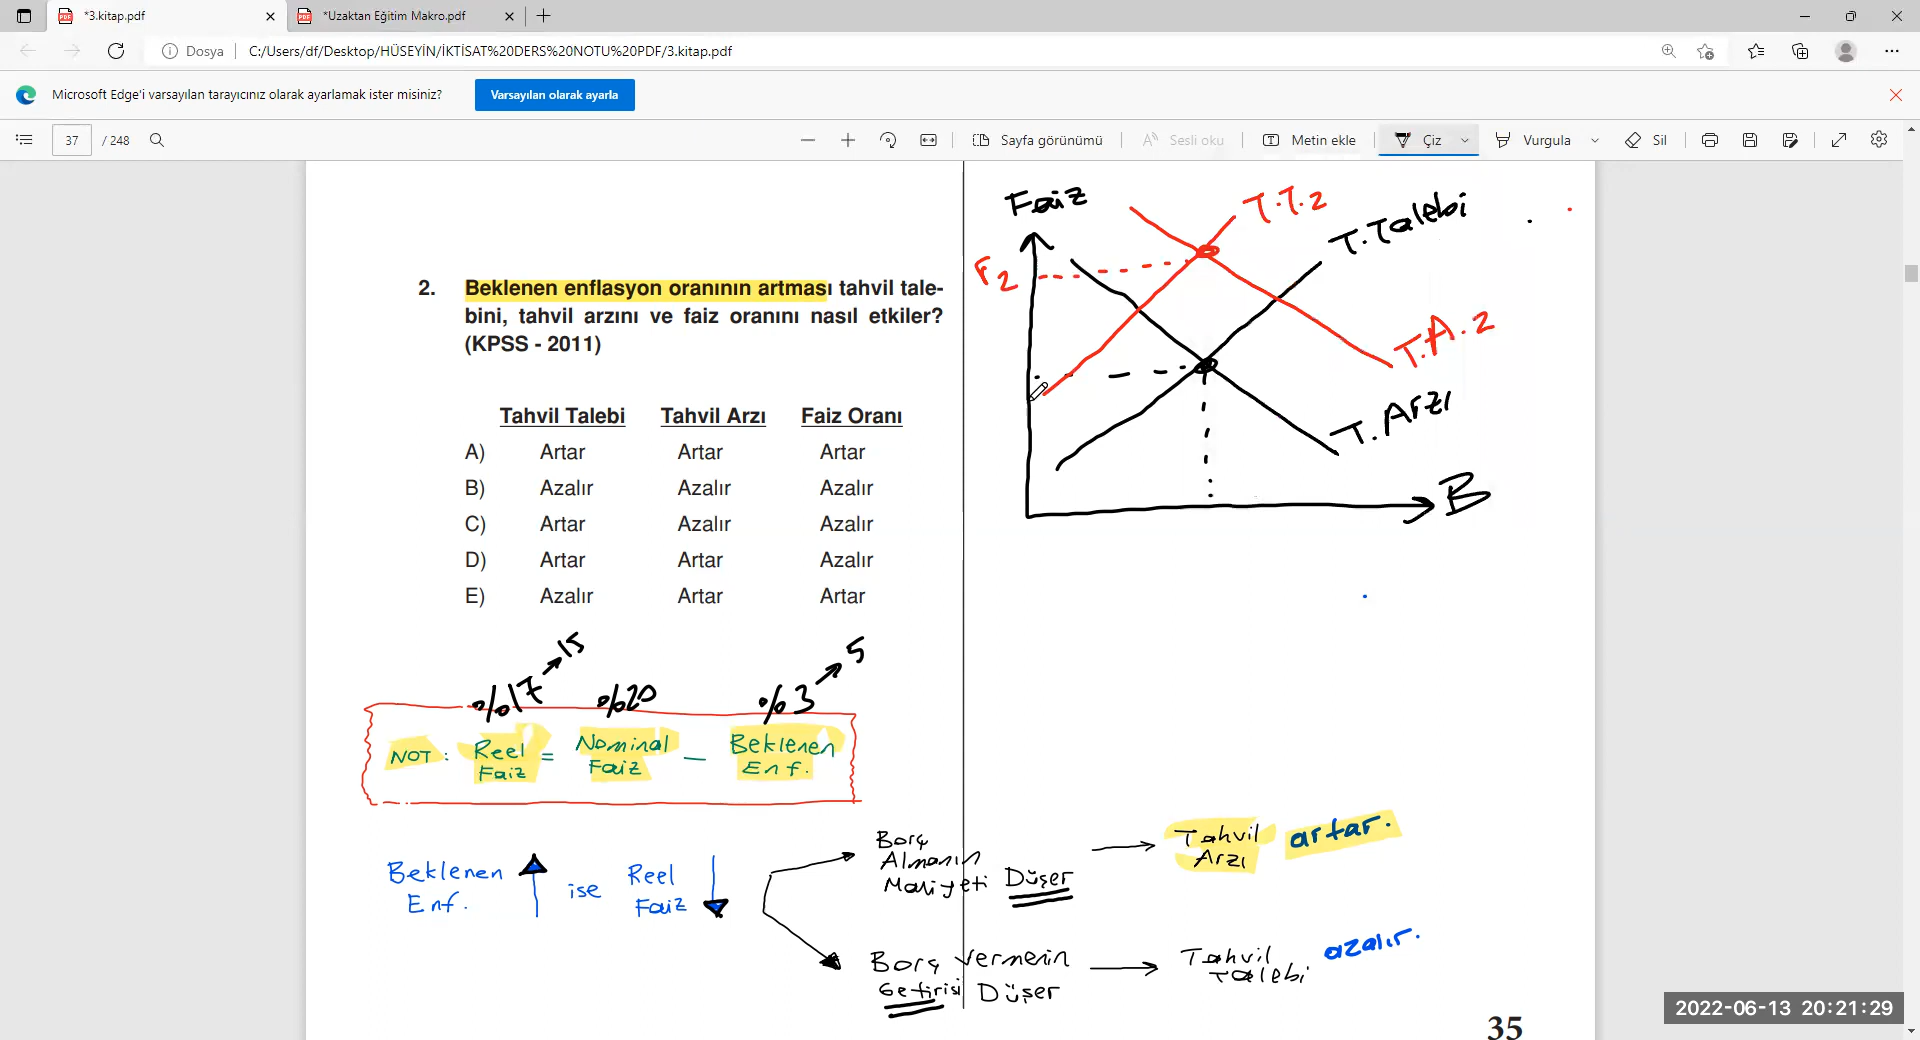 *3.kitap.pdf
*Uzaktan Eğitim Makro.pdf
Dosya
C:/Users/df/Desktop/HÜSEYİN/İKTİSAT%20DERS%20NOTU%20PDF/3.kitap.pdf
Microsoft Edge'i varsayılan tarayıcınız olarak ayarlamak ister misiniz?
Varsayılan olarak ayarla
37 / 248
Sayfa görünümü
Sesli oku
Metin ekle
Çiz
Vurgula
Sil
2. Beklenen enflasyon oranının artması tahvil tale-
bini, tahvil arzını ve faiz oranını nasıl etkiler?
(KPSS - 2011)
Tahvil Talebi Tahvil Arzı Faiz Oranı
A) Artar Artar Artar
B) Azalır Azalır Azalır
C) Artar Azalır Azalır
D) Artar Artar Azalır
E) Azalır Artar Artar
15 5
%17 %20 %3
NOT: Reel Faiz = Nominal Faiz - Beklenen Enf.
Beklenen Enf. ise Reel Faiz
Borç
Almanın
Maliyeti Düşer
Tahvil Arzı artar.
Borç Vermenin
Getirisi Düşer
Tahvil Talebi azalır.
Faiz
T.T.2
T.Talebi
F2
T.A.2
T.Arzı
B
35
2022-06-13 20:21:29